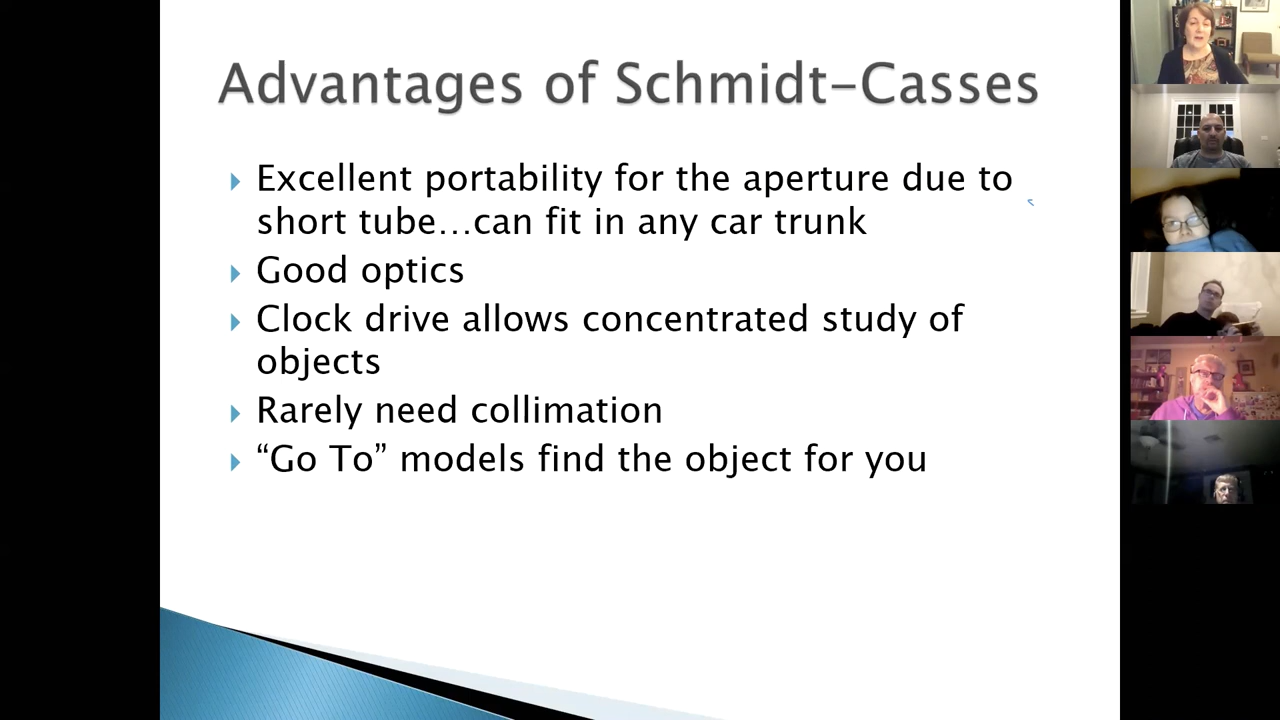 Advantages of Schmidt-Casses
Excellent portability for the aperture due to
short tube...can fit in any car trunk
Good optics
Clock drive allows concentrated study of
objects
Rarely need collimation
“Go To” models find the object for you